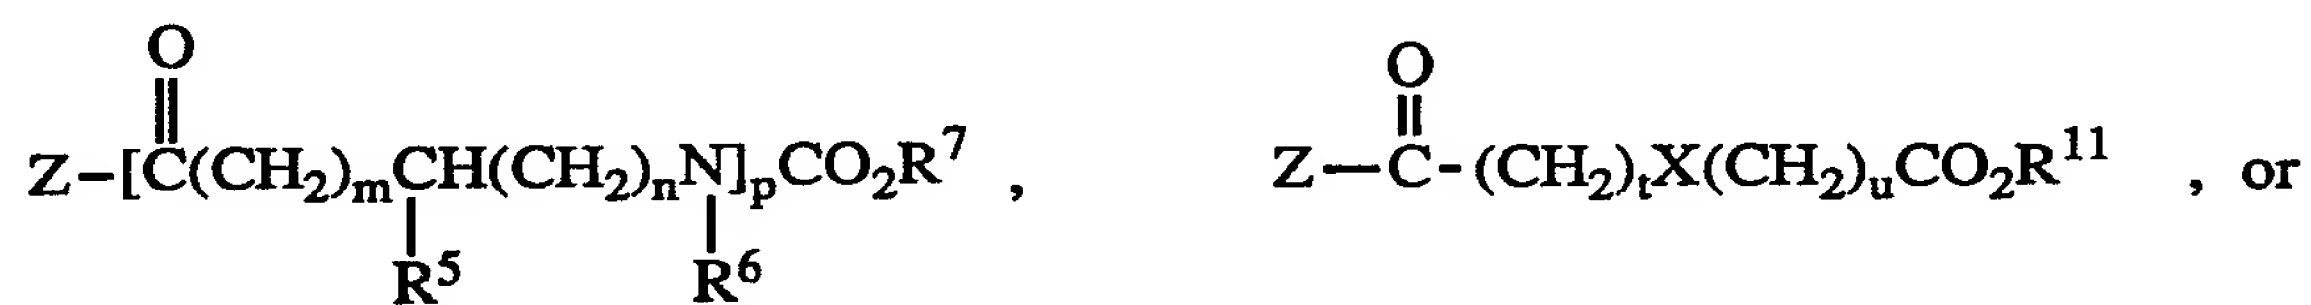 O O
Z-[C(CH₂)ₘCH(CH₂)ₙN]ₚCO₂R⁷ , Z-C-(CH₂)ₜX(CH₂)ᵤCO₂R¹¹ , or
R⁵ R⁶